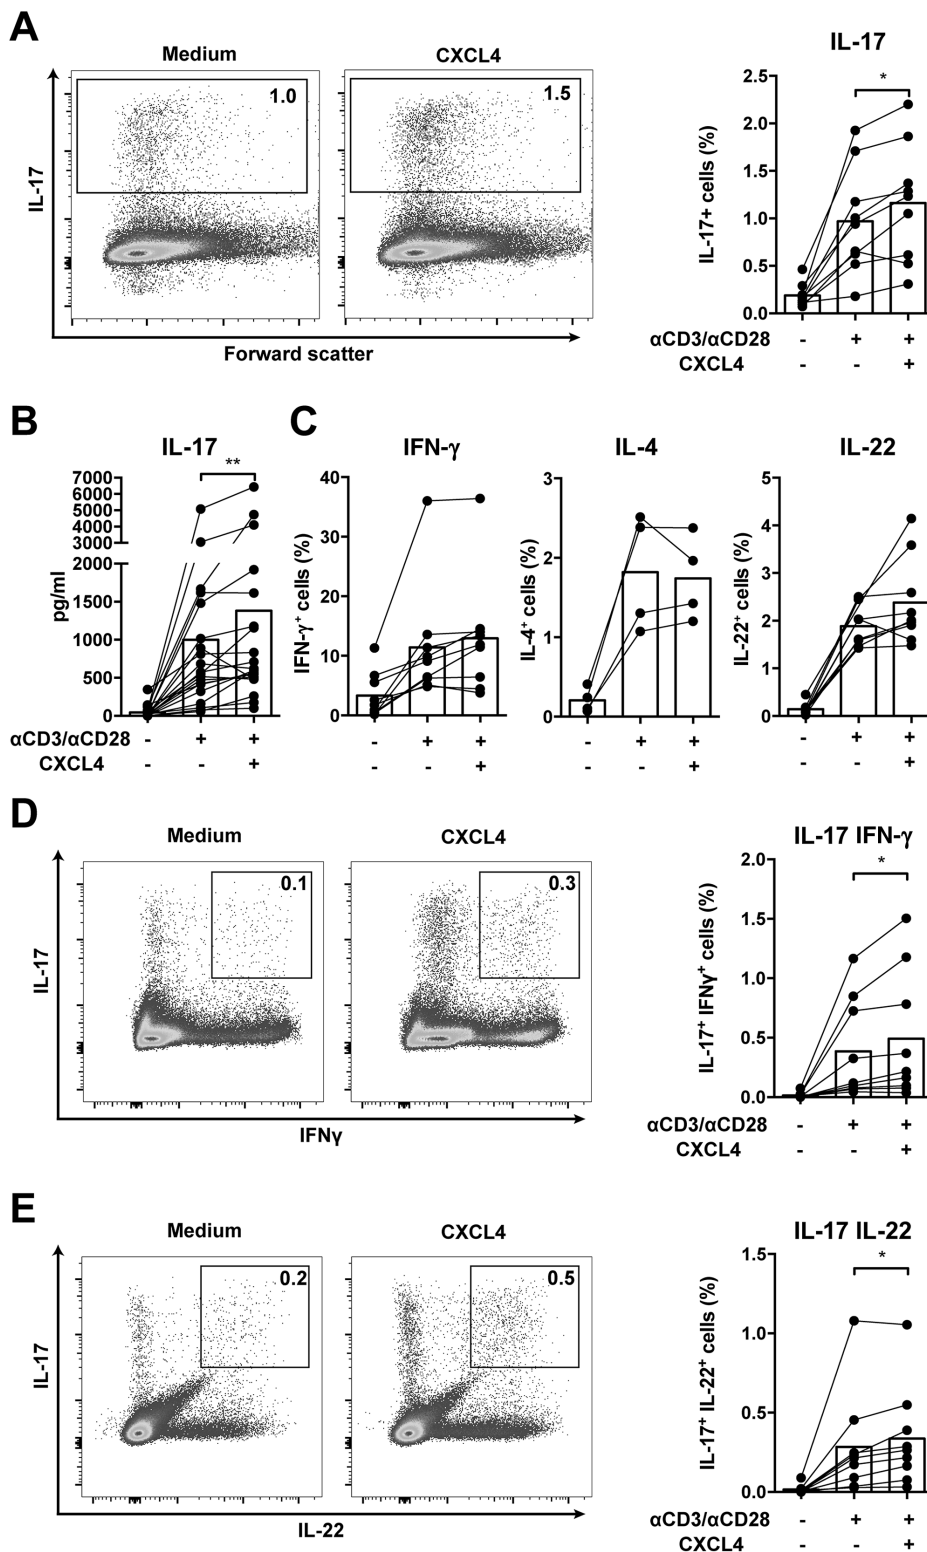 A
Medium
CXCL4
IL-17
1.0
1.5
IL-17
Forward scatter
IL-17+ cells (%)
2.5
2.0
1.5
1.0
0.5
0.0
*
αCD3/αCD28 - + +
CXCL4 - - +
B
IL-17
**
pg/ml
7000
6000
5000
4000
3000
2000
1500
1000
500
0
αCD3/αCD28 - + +
CXCL4 - - +
C
IFN-γ
IFN-γ+ cells (%)
40
30
20
10
0
- + +
- - +
IL-4
IL-4+ cells (%)
3
2
1
0
- + +
- - +
IL-22
IL-22+ cells (%)
5
4
3
2
1
0
- + +
- - +
D
Medium
CXCL4
IL-17
0.1
0.3
IFNγ
IL-17 IFN-γ
IL-17+ IFNγ+ cells (%)
2.0
1.5
1.0
0.5
0.0
*
αCD3/αCD28 - + +
CXCL4 - - +
E
Medium
CXCL4
IL-17
0.2
0.5
IL-22
IL-17 IL-22
IL-17+ IL-22+ cells (%)
1.5
1.0
0.5
0.0
*
αCD3/αCD28 - + +
CXCL4 - - +